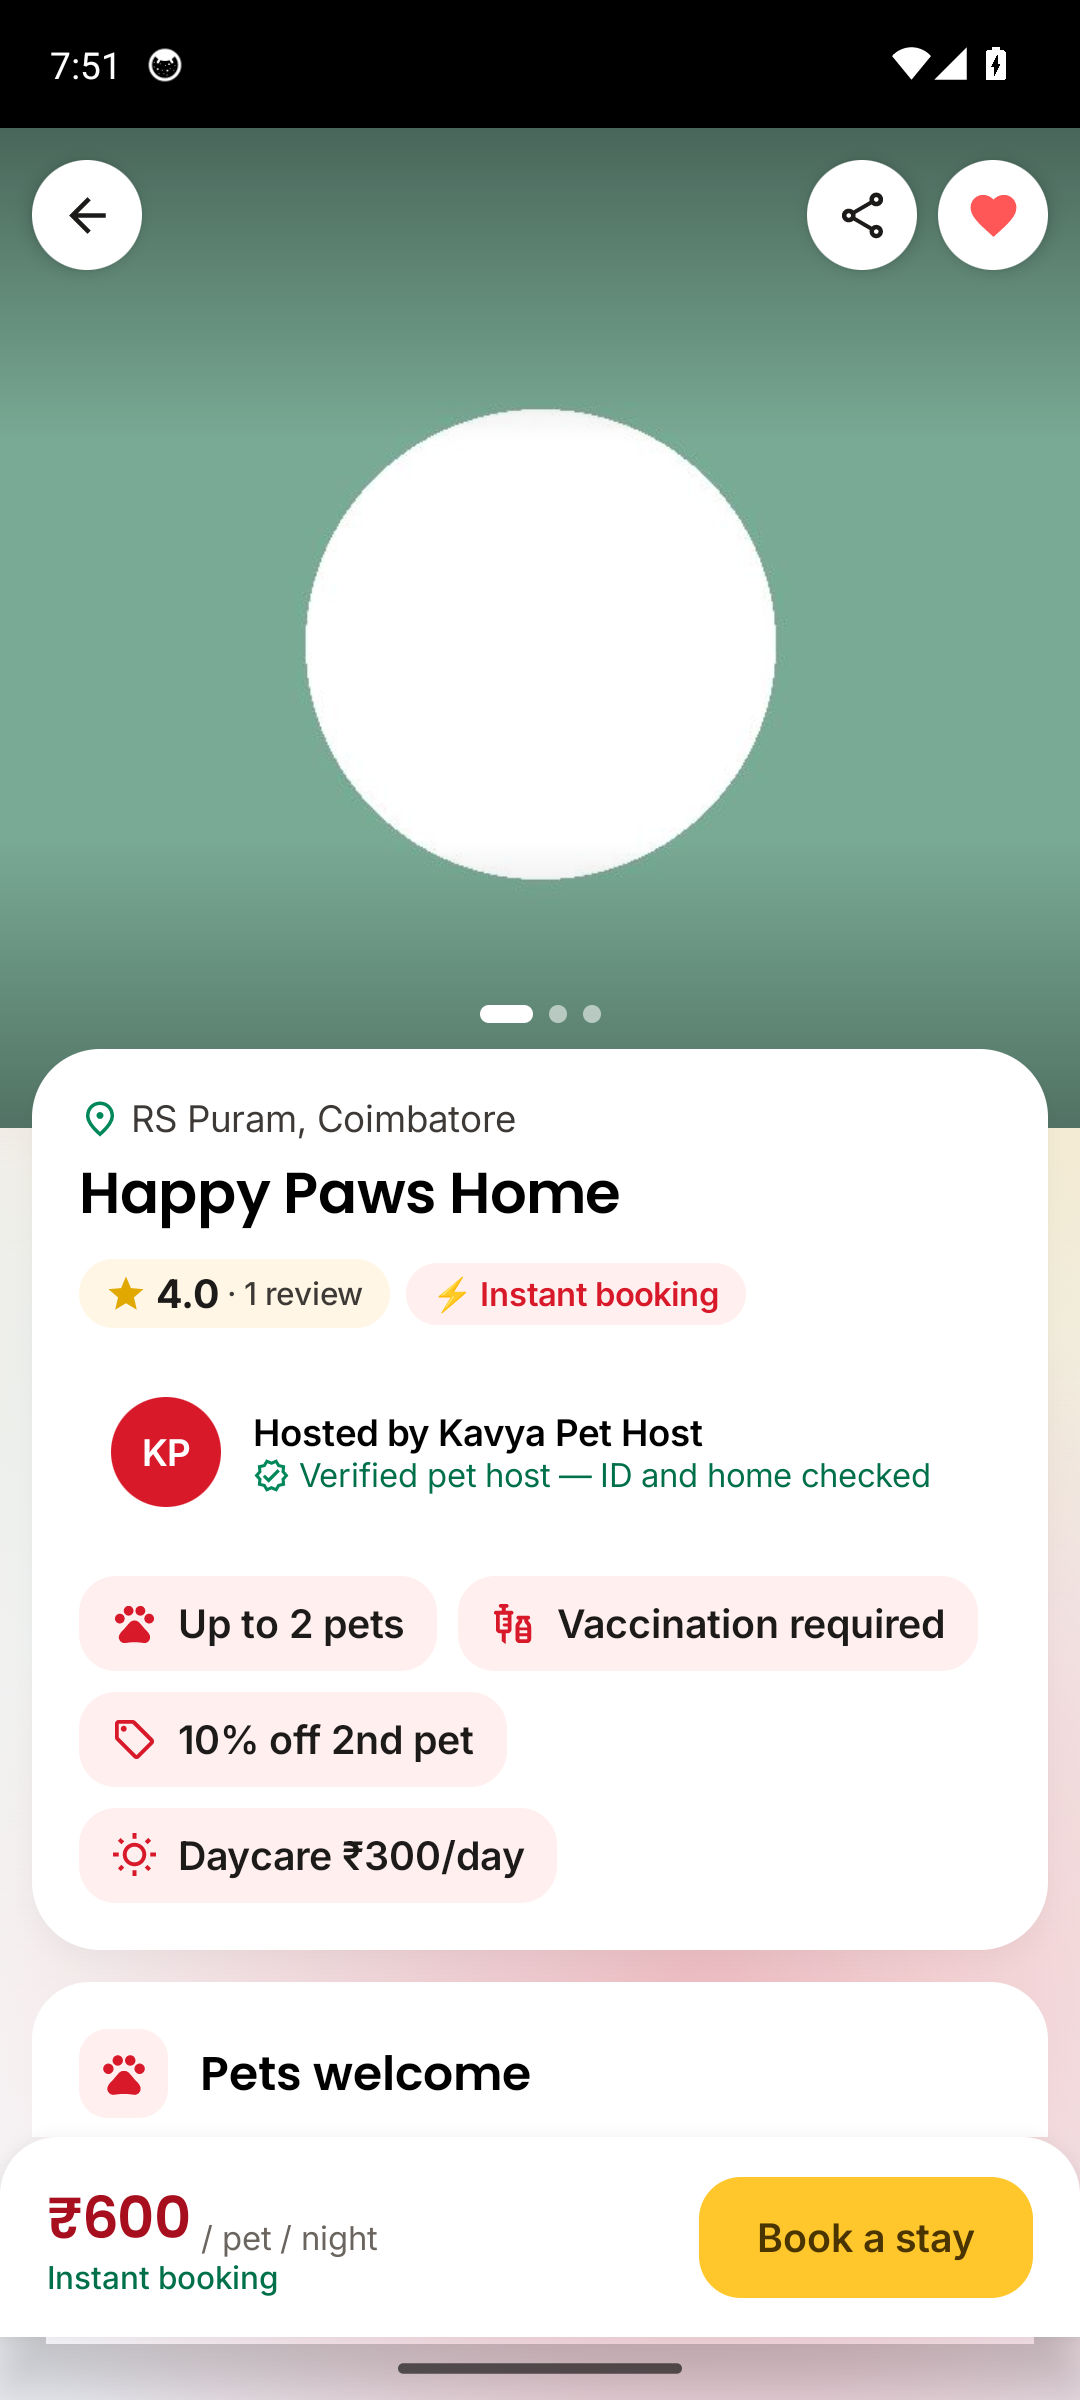 7:51
RS Puram, Coimbatore
Happy Paws Home
4.0 · 1 review
⚡ Instant booking
KP
Hosted by Kavya Pet Host
Verified pet host — ID and home checked
Up to 2 pets
Vaccination required
10% off 2nd pet
Daycare ₹300/day
Pets welcome
₹600 / pet / night
Instant booking
Book a stay